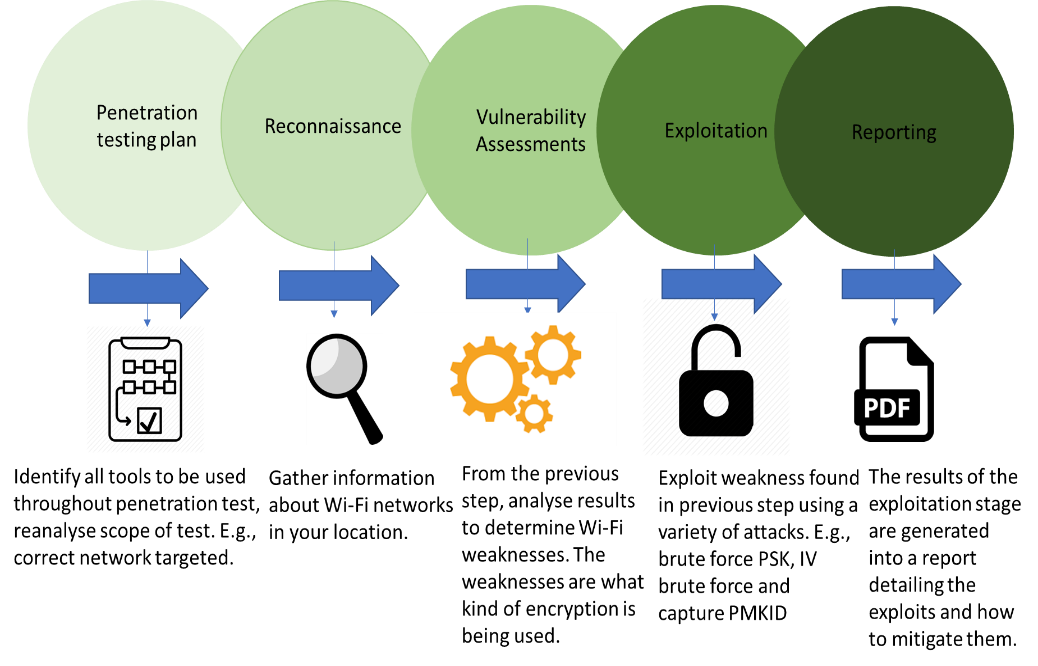 Penetration
testing plan
Reconnaissance
Vulnerability
Assessments
Exploitation
Reporting
PDF
Identify all tools to be used
throughout penetration test,
reanalyse scope of test. E.g.,
correct network targeted.
Gather information
about Wi-Fi networks
in your location.
From the previous
step, analyse results
to determine Wi-Fi
weaknesses. The
weaknesses are what
kind of encryption is
being used.
Exploit weakness found
in previous step using a
variety of attacks. E.g.,
brute force PSK, IV
brute force and
capture PMKID
The results of the
exploitation stage
are generated
into a report
detailing the
exploits and how
to mitigate them.